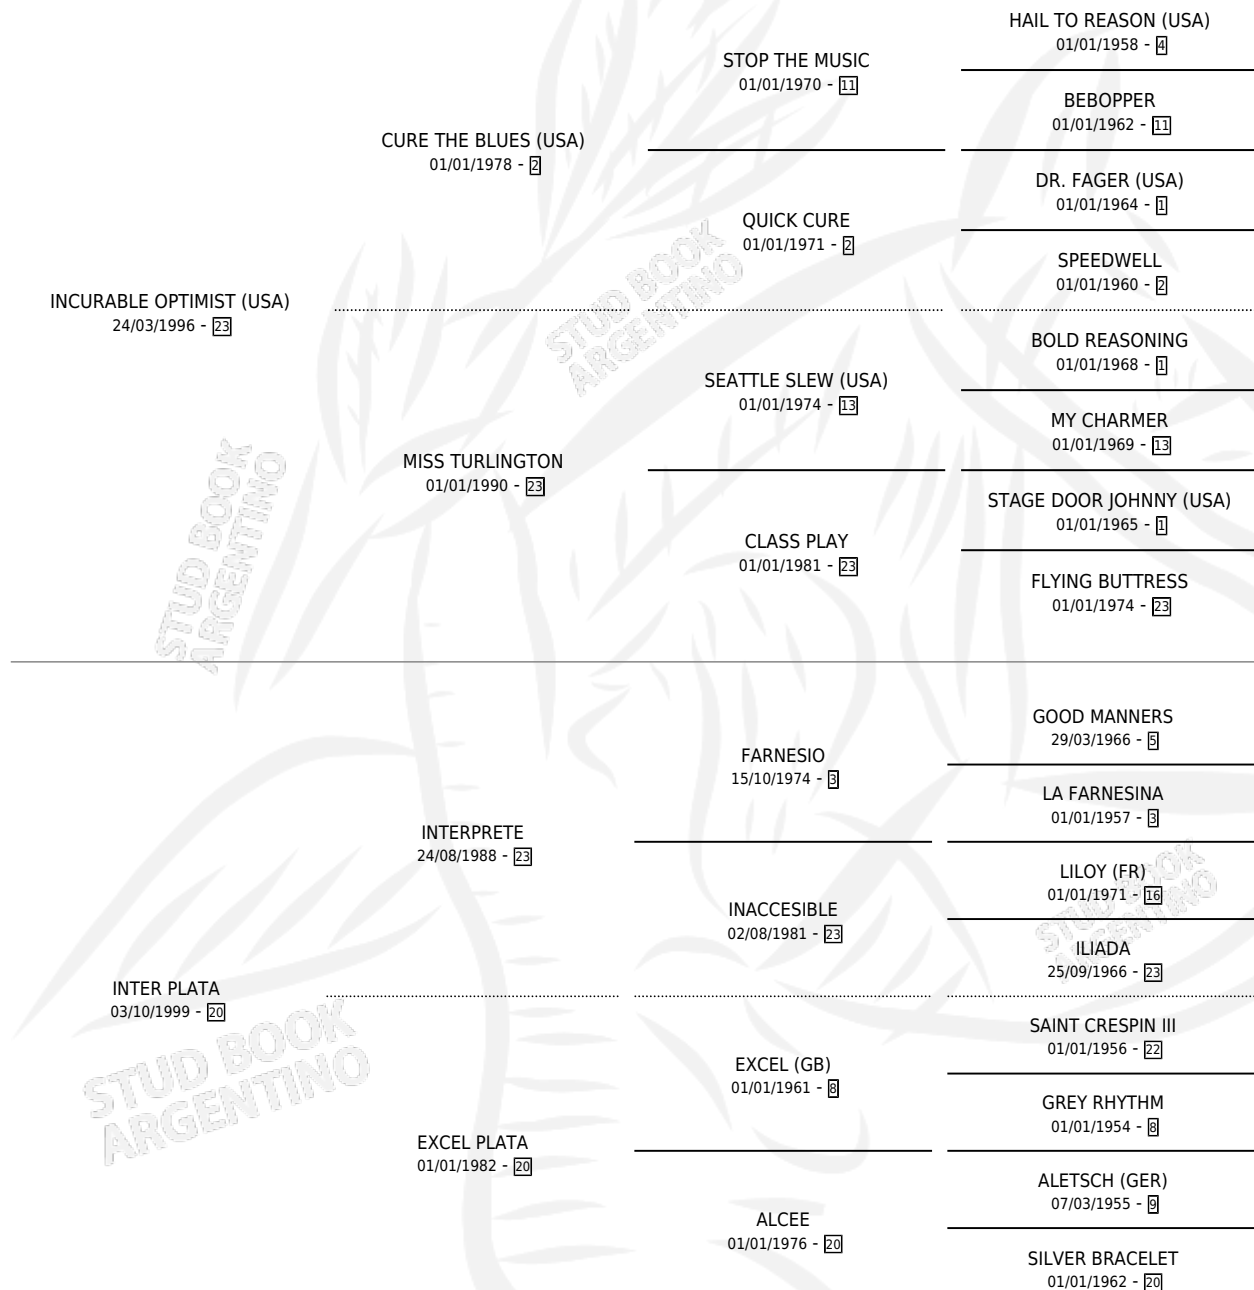 HAIL TO REASON (USA)
01/01/1958 - 4
STOP THE MUSIC
01/01/1970 - 11
BEBOPPER
01/01/1962 - 11
CURE THE BLUES (USA)
01/01/1978 - 2
DR. FAGER (USA)
01/01/1964 - 1
QUICK CURE
01/01/1971 - 2
SPEEDWELL
01/01/1960 - 2
INCURABLE OPTIMIST (USA)
24/03/1996 - 23
BOLD REASONING
01/01/1968 - 1
SEATTLE SLEW (USA)
01/01/1974 - 13
MY CHARMER
01/01/1969 - 13
MISS TURLINGTON
01/01/1990 - 23
STAGE DOOR JOHNNY (USA)
01/01/1965 - 1
CLASS PLAY
01/01/1981 - 23
FLYING BUTTRESS
01/01/1974 - 23
GOOD MANNERS
29/03/1966 - 5
FARNESIO
15/10/1974 - 3
LA FARNESINA
01/01/1957 - 3
INTERPRETE
24/08/1988 - 23
LILOY (FR)
01/01/1971 - 16
INACCESIBLE
02/08/1981 - 23
ILIADA
25/09/1966 - 23
INTER PLATA
03/10/1999 - 20
SAINT CRESPIN III
01/01/1956 - 22
EXCEL (GB)
01/01/1961 - 8
GREY RHYTHM
01/01/1954 - 8
EXCEL PLATA
01/01/1982 - 20
ALETSCH (GER)
07/03/1955 - 9
ALCEE
01/01/1976 - 20
SILVER BRACELET
01/01/1962 - 20
STUD BOOK
ARGENTINO
STUD BOOK
ARGENTINO
STUD BOOK
ARGENTINO
STUD BOOK
ARGENTINO